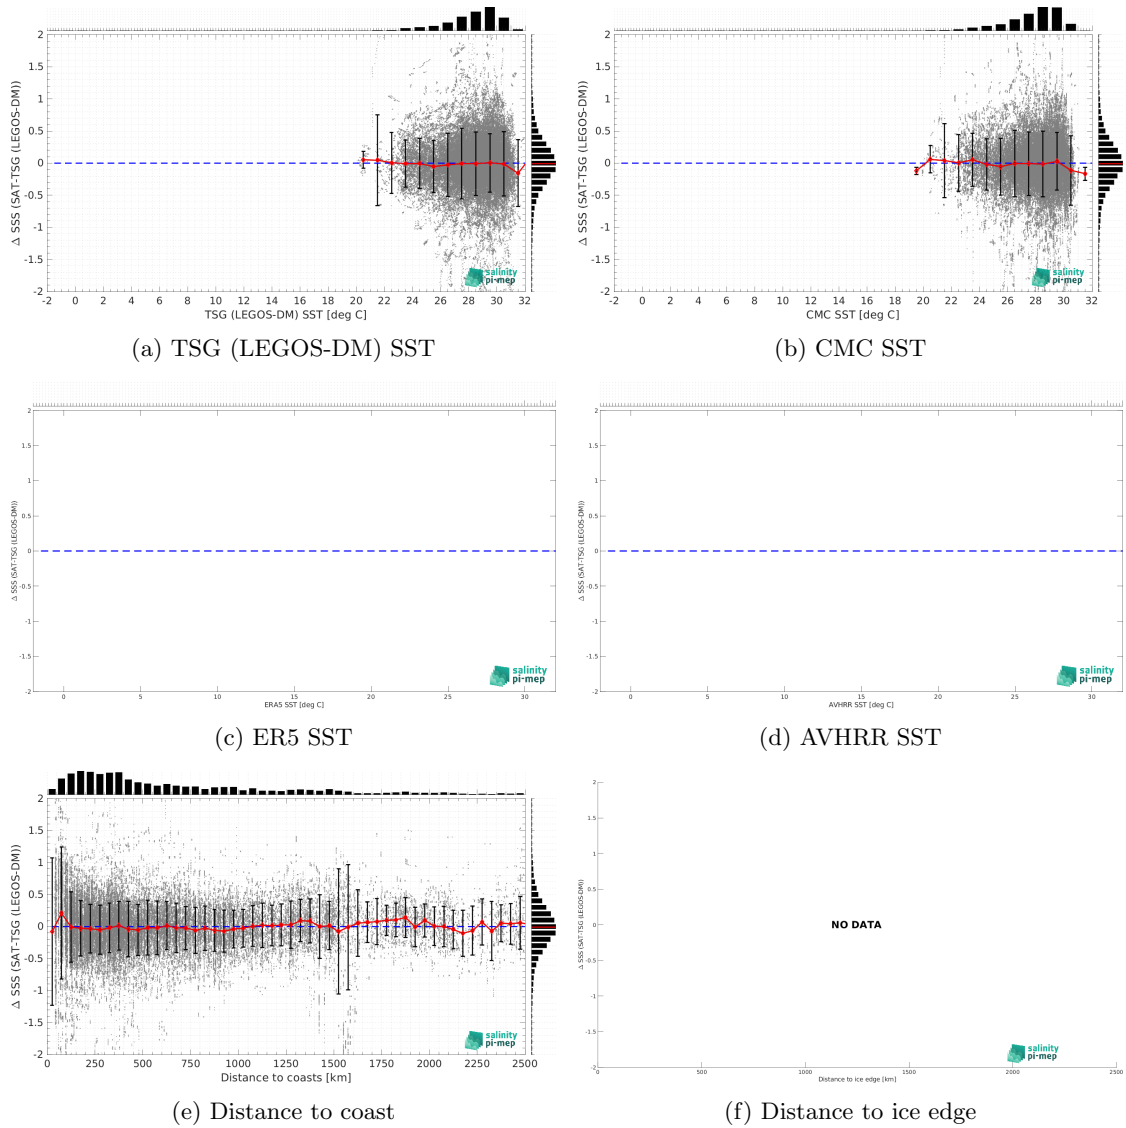 2
1.5
1
0.5
0
-0.5
-1
-1.5
-2
Δ SSS (SAT-TSG (LEGOS-DM))
-2 0 2 4 6 8 10 12 14 16 18 20 22 24 26 28 30 32
TSG (LEGOS-DM) SST [deg C]
salinity
pi-mep
(a) TSG (LEGOS-DM) SST
2
1.5
1
0.5
0
-0.5
-1
-1.5
-2
Δ SSS (SAT-TSG (LEGOS-DM))
-2 0 2 4 6 8 10 12 14 16 18 20 22 24 26 28 30 32
CMC SST [deg C]
salinity
pi-mep
(b) CMC SST
2
1.5
1
0.5
0
-0.5
-1
-1.5
-2
Δ SSS (SAT-TSG (LEGOS-DM))
0 5 10 15 20 25 30
ERA5 SST [deg C]
salinity
pi-mep
(c) ER5 SST
2
1.5
1
0.5
0
-0.5
-1
-1.5
-2
Δ SSS (SAT-TSG (LEGOS-DM))
0 5 10 15 20 25 30
AVHRR SST [deg C]
salinity
pi-mep
(d) AVHRR SST
2
1.5
1
0.5
0
-0.5
-1
-1.5
-2
Δ SSS (SAT-TSG (LEGOS-DM))
0 250 500 750 1000 1250 1500 1750 2000 2250 2500
Distance to coasts [km]
salinity
pi-mep
(e) Distance to coast
2
1.5
1
0.5
0
-0.5
-1
-1.5
-2
Δ SSS (SAT-TSG (LEGOS-DM))
NO DATA
0 500 1000 1500 2000 2500
Distance to ice edge [km]
salinity
pi-mep
(f) Distance to ice edge